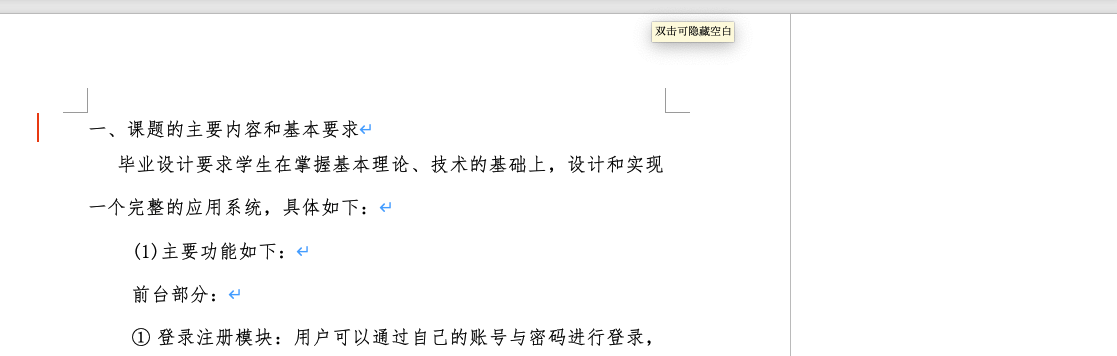 双击可隐藏空白
一、课题的主要内容和基本要求
毕业设计要求学生在掌握基本理论、技术的基础上，设计和实现
一个完整的应用系统，具体如下：
(1)主要功能如下：
前台部分：
① 登录注册模块：用户可以通过自己的账号与密码进行登录，